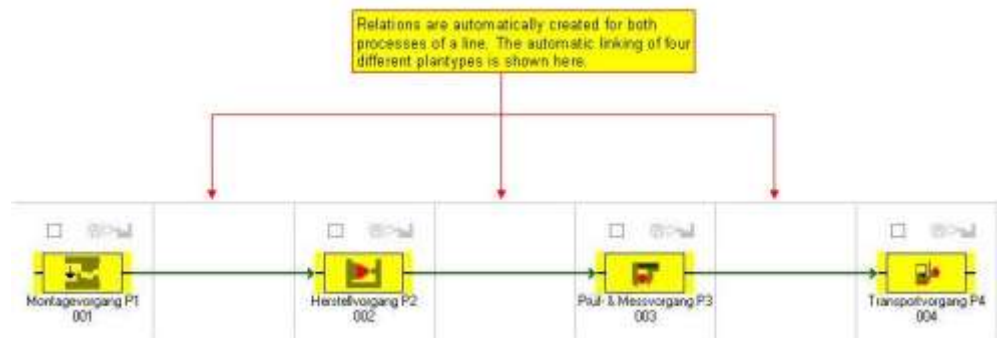 Relations are automatically created for both
processes of a line. The automatic linking of four
different plantypes is shown here.
Montagevorgang P1
001
Herstellvorgang P2
002
Pruf- & Messvorgang P3
003
Transportvorgang P4
004